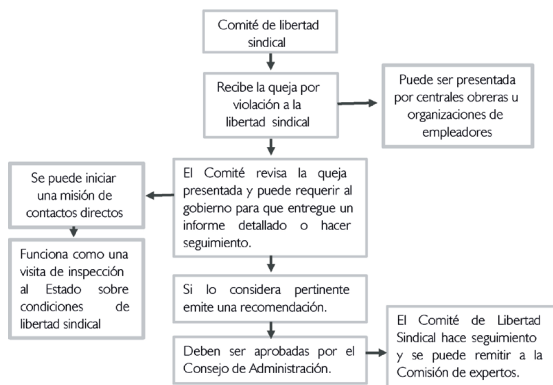 Comité de libertad
sindical
Recibe la queja por
violación a la
libertad sindical
Puede ser presentada
por centrales obreras u
organizaciones de
empleadores
El Comité revisa la queja
presentada y puede requerir al
gobierno para que entregue un
informe detallado o hacer
seguimiento.
Se puede iniciar
una misión de
contactos directos
Funciona como una
visita de inspección
al Estado sobre
condiciones de
libertad sindical
Si lo considera pertinente
emite una recomendación.
Deben ser aprobadas por el
Consejo de Administración.
El Comité de Libertad
Sindical hace seguimiento
y se puede remitir a la
Comisión de expertos.